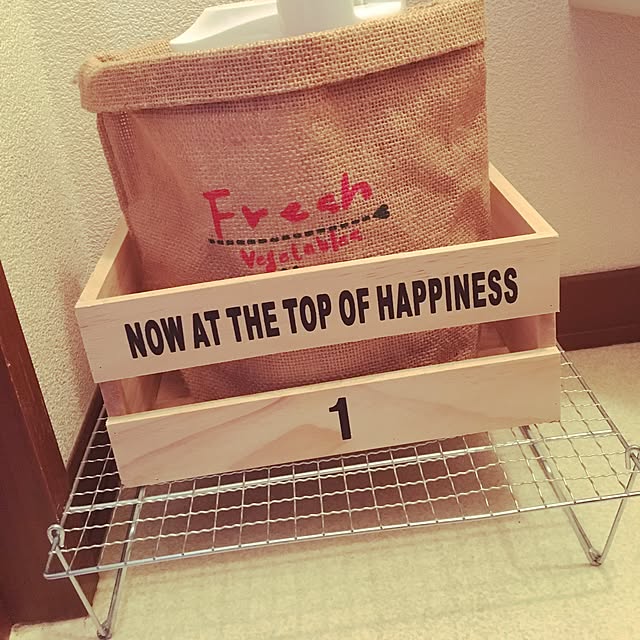 Fresh
Vegetables
NOW AT THE TOP OF HAPPINESS
1